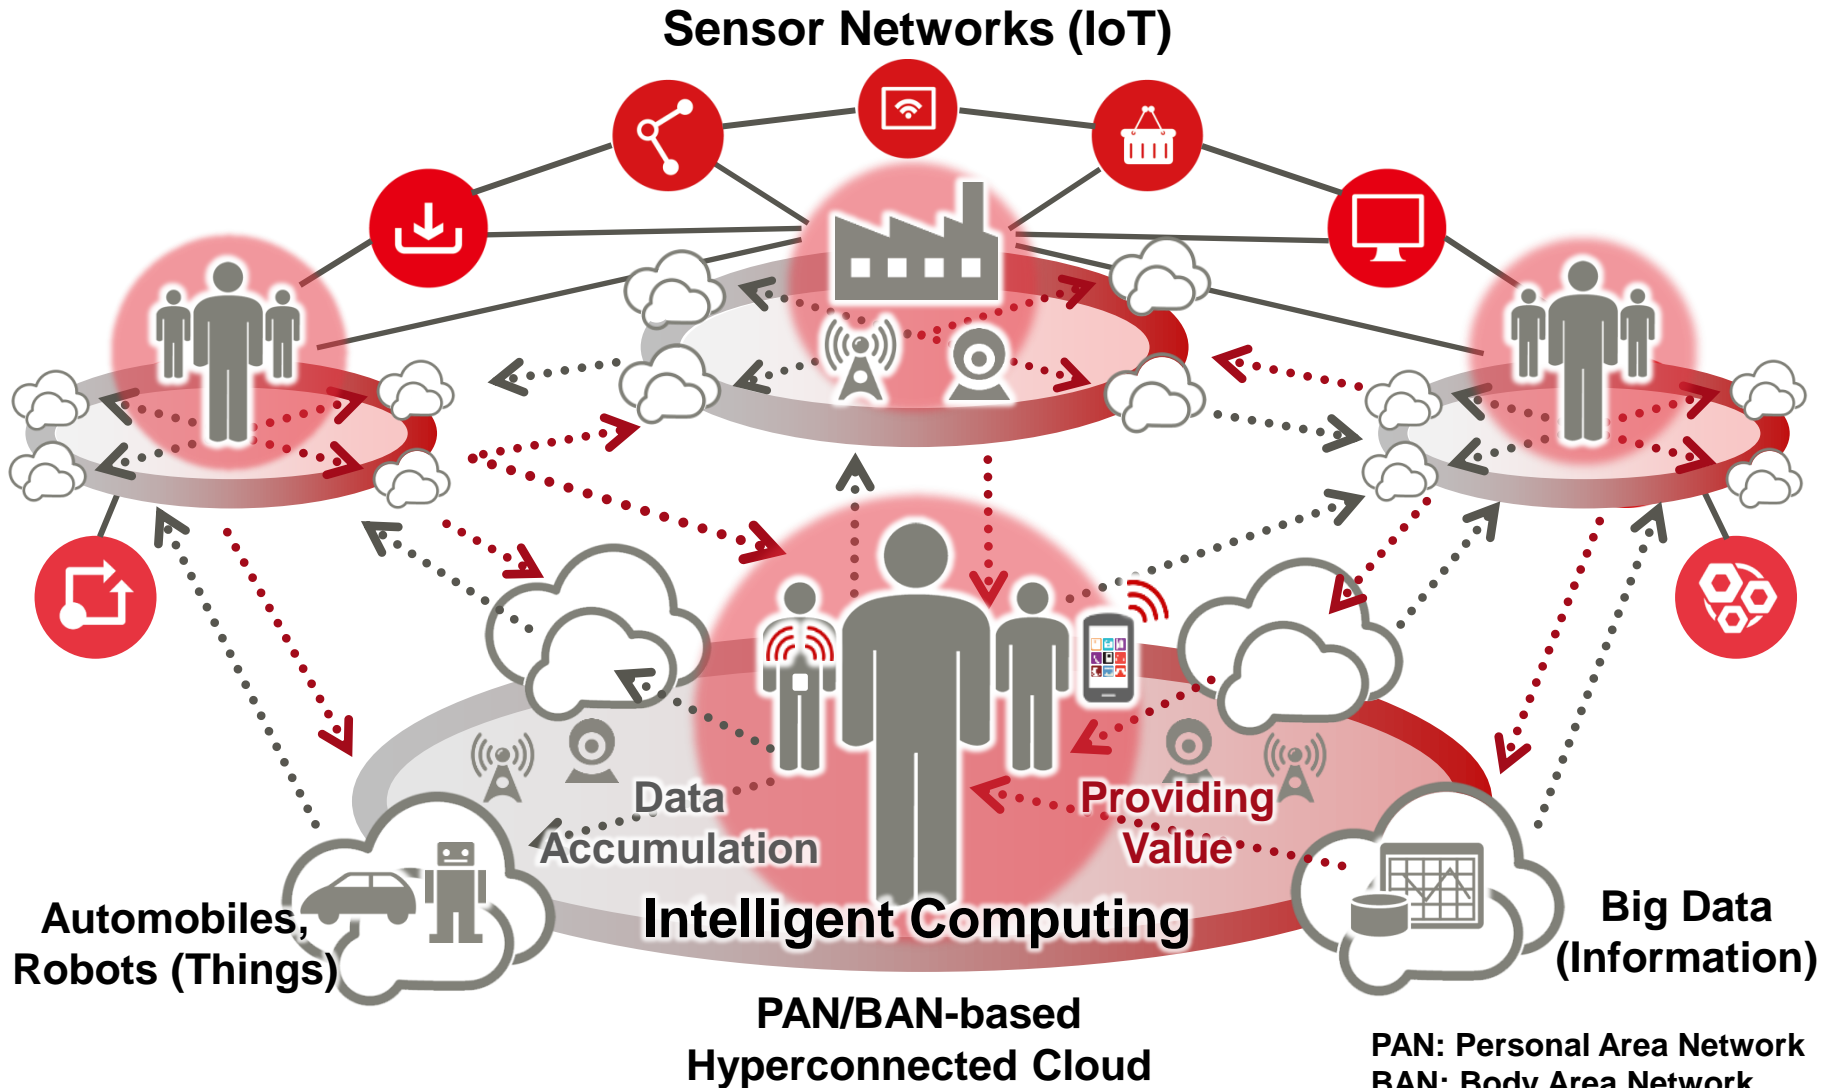 Sensor Networks (IoT)
Data
Accumulation
Providing
Value
Intelligent Computing
Automobiles,
Robots (Things)
Big Data
(Information)
PAN/BAN-based
Hyperconnected Cloud
PAN: Personal Area Network
BAN: Body Area Network